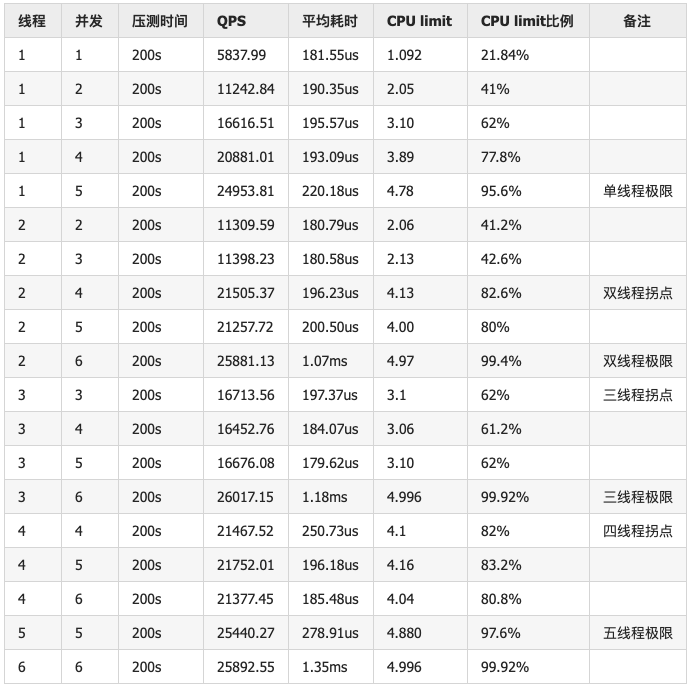 线程 并发 压测时间 QPS 平均耗时 CPU limit CPU limit比例 备注
1 1 200s 5837.99 181.55us 1.092 21.84%
1 2 200s 11242.84 190.35us 2.05 41%
1 3 200s 16616.51 195.57us 3.10 62%
1 4 200s 20881.01 193.09us 3.89 77.8%
1 5 200s 24953.81 220.18us 4.78 95.6% 单线程极限
2 2 200s 11309.59 180.79us 2.06 41.2%
2 3 200s 11398.23 180.58us 2.13 42.6%
2 4 200s 21505.37 196.23us 4.13 82.6% 双线程拐点
2 5 200s 21257.72 200.50us 4.00 80%
2 6 200s 25881.13 1.07ms 4.97 99.4% 双线程极限
3 3 200s 16713.56 197.37us 3.1 62% 三线程拐点
3 4 200s 16452.76 184.07us 3.06 61.2%
3 5 200s 16676.08 179.62us 3.10 62%
3 6 200s 26017.15 1.18ms 4.996 99.92% 三线程极限
4 4 200s 21467.52 250.73us 4.1 82% 四线程拐点
4 5 200s 21752.01 196.18us 4.16 83.2%
4 6 200s 21377.45 185.48us 4.04 80.8%
5 5 200s 25440.27 278.91us 4.880 97.6% 五线程极限
6 6 200s 25892.55 1.35ms 4.996 99.92%